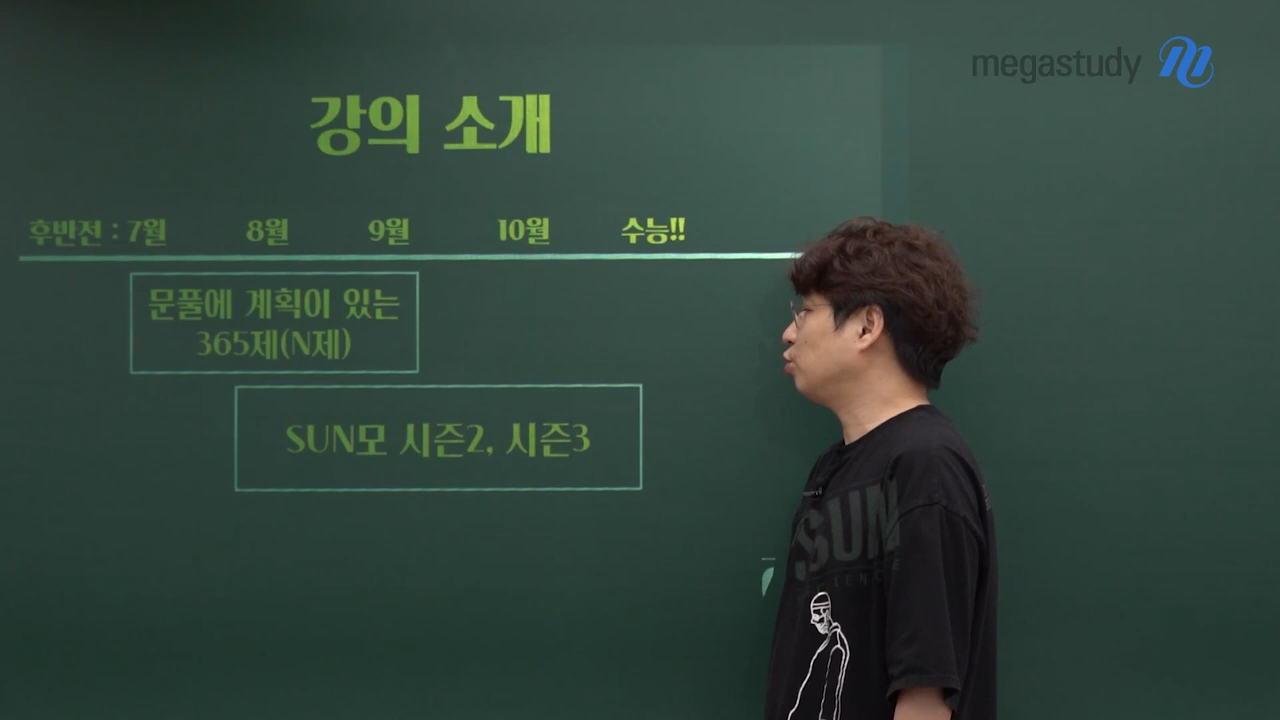 megastudy
강의 소개
후반전 : 7월 8월 9월 10월 수능!!
문풀에 계획이 있는
365제(N제)
SUN모 시즌2, 시즌3
SUN